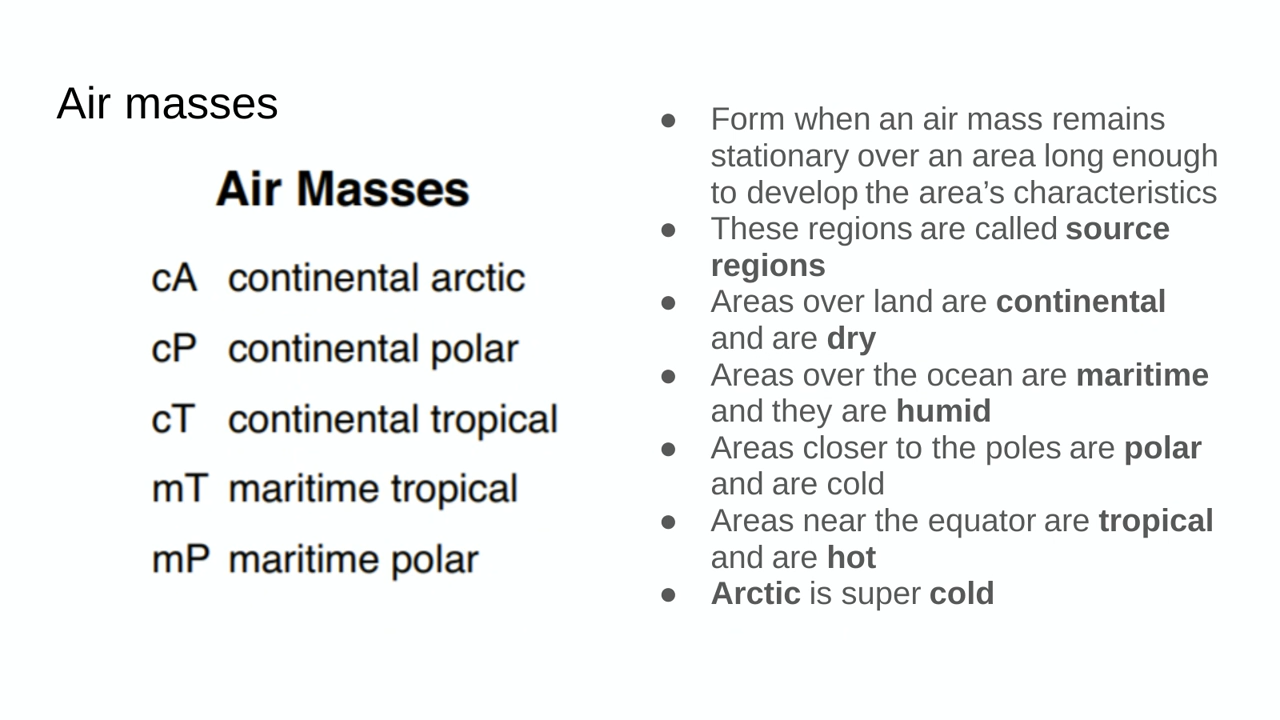 Air masses
Air Masses
cA continental arctic
cP continental polar
cT continental tropical
mT maritime tropical
mP maritime polar
● Form when an air mass remains
stationary over an area long enough
to develop the area’s characteristics
● These regions are called source
regions
● Areas over land are continental
and are dry
● Areas over the ocean are maritime
and they are humid
● Areas closer to the poles are polar
and are cold
● Areas near the equator are tropical
and are hot
● Arctic is super cold